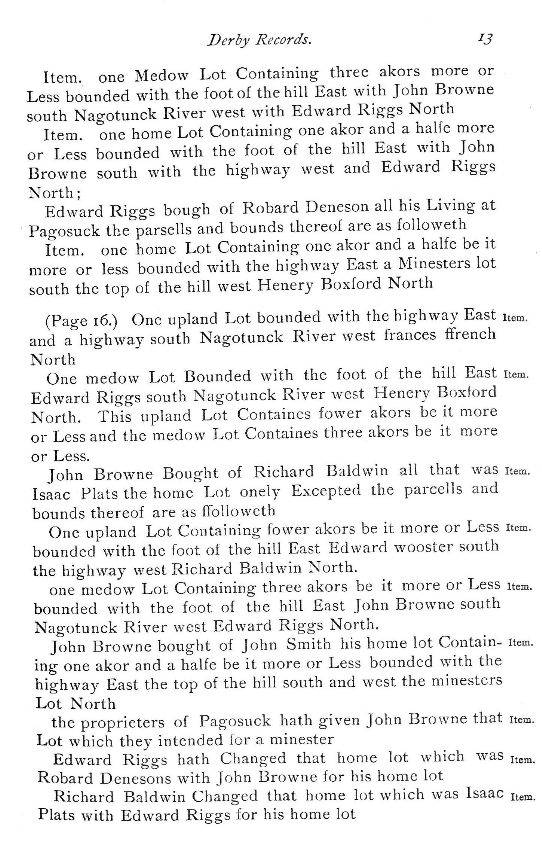 Derby Records. 13
Item. one Medow Lot Containing three akors more or
Less bounded with the foot of the hill East with John Browne
south Nagotunck River west with Edward Riggs North
Item. one home Lot Containing one akor and a halfe more
or Less bounded with the foot of the hill East with John
Browne south with the highway west and Edward Riggs
North;
Edward Riggs bough of Robard Deneson all his Living at
Pagosuck the parsells and bounds thereof are as followeth
Item. one home Lot Containing one akor and a halfe be it
more or less bounded with the highway East a Minesters lot
south the top of the hill west Henery Boxford North
(Page 16.) One upland Lot bounded with the highway East Item.
and a highway south Nagotunck River west frances ffrench
North
One medow Lot Bounded with the foot of the hill East Item.
Edward Riggs south Nagotunck River west Henery Boxford
North. This upland Lot Containes fower akors be it more
or Less and the medow Lot Containes three akors be it more
or Less.
John Browne Bought of Richard Baldwin all that was Item.
Isaac Plats the home Lot onely Excepted the parcells and
bounds thereof are as ffolloweth
One upland Lot Containing fower akors be it more or Less Item.
bounded with the foot of the hill East Edward wooster south
the highway west Richard Baldwin North.
one medow Lot Containing three akors be it more or Less Item.
bounded with the foot of the hill East John Browne south
Nagotunck River west Edward Riggs North.
John Browne bought of John Smith his home lot Contain- Item.
ing one akor and a halfe be it more or Less bounded with the
highway East the top of the hill south and west the minesters
Lot North
the proprieters of Pagosuck hath given John Browne that Item.
Lot which they intended for a minester
Edward Riggs hath Changed that home lot which was Item.
Robard Denesons with John Browne for his home lot
Richard Baldwin Changed that home lot which was Isaac Item.
Plats with Edward Riggs for his home lot